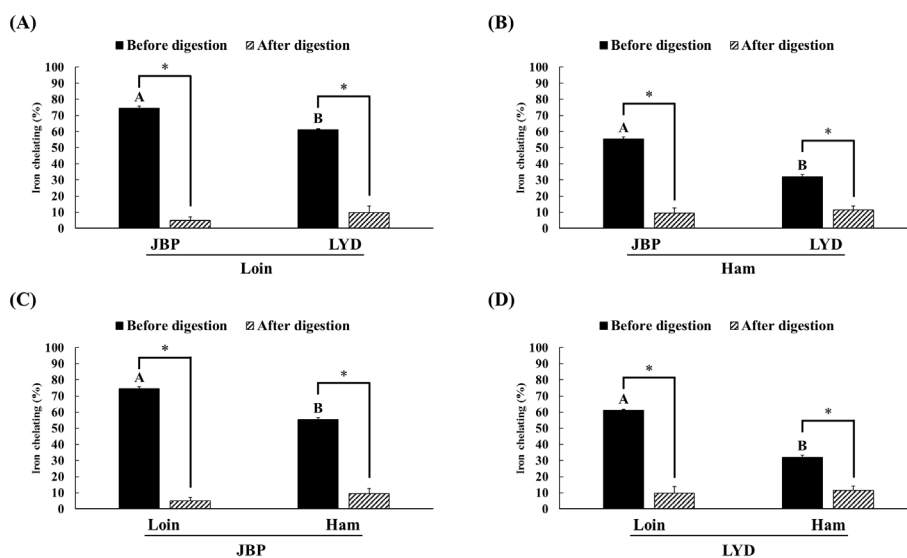 (A)
Before digestion After digestion
Iron chelating (%)
100
90
80
70
60
50
40
30
20
10
0
A
*
B
*
JBP LYD
Loin
(B)
Before digestion After digestion
Iron chelating (%)
100
90
80
70
60
50
40
30
20
10
0
A
*
B
*
JBP LYD
Ham
(C)
Before digestion After digestion
Iron chelating (%)
100
90
80
70
60
50
40
30
20
10
0
A
*
B
*
Loin Ham
JBP
(D)
Before digestion After digestion
Iron chelating (%)
100
90
80
70
60
50
40
30
20
10
0
A
*
B
*
Loin Ham
LYD